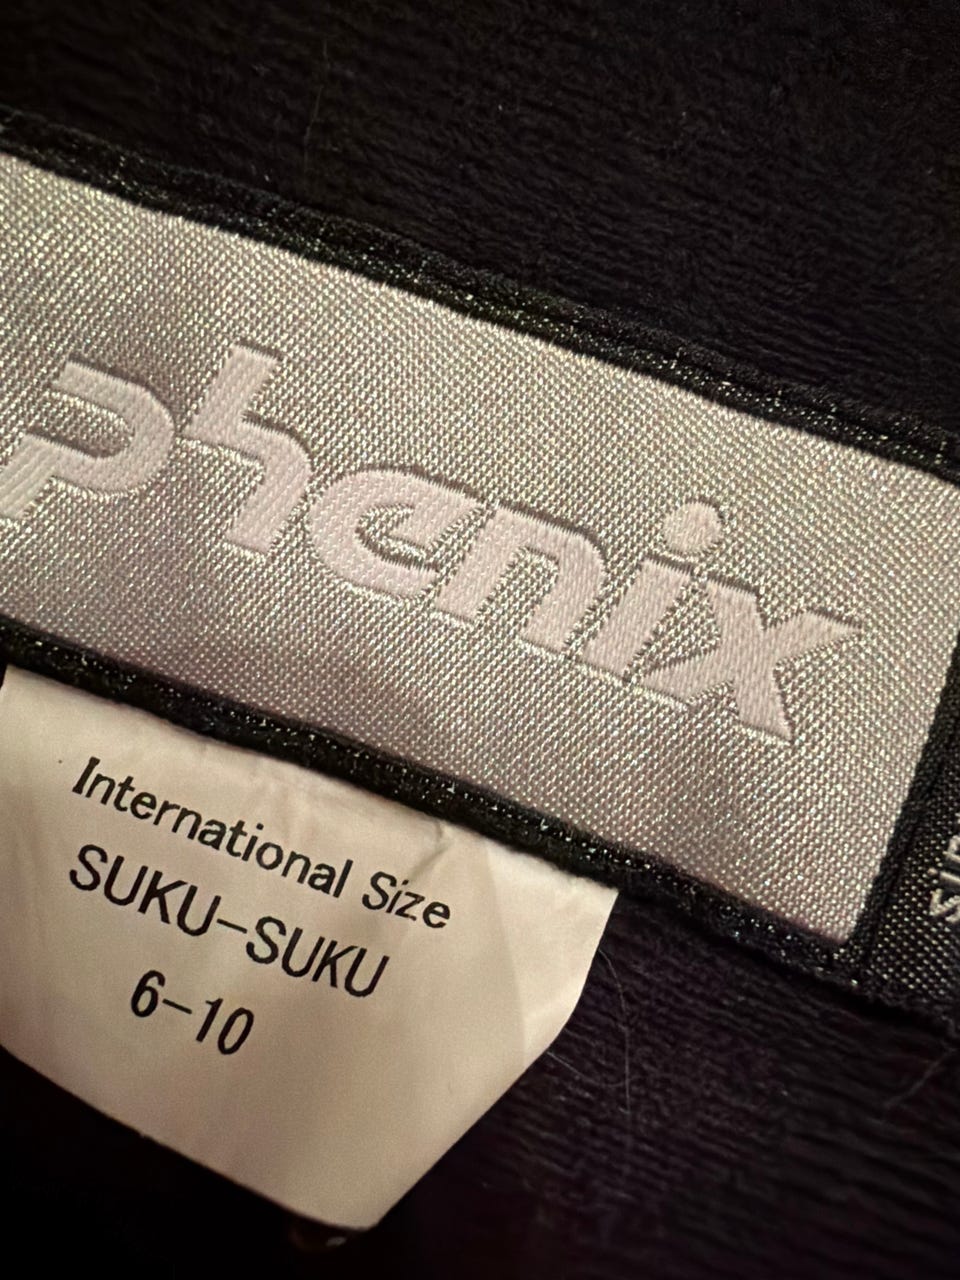 phenix
International Size
SUKU-SUKU
6-10